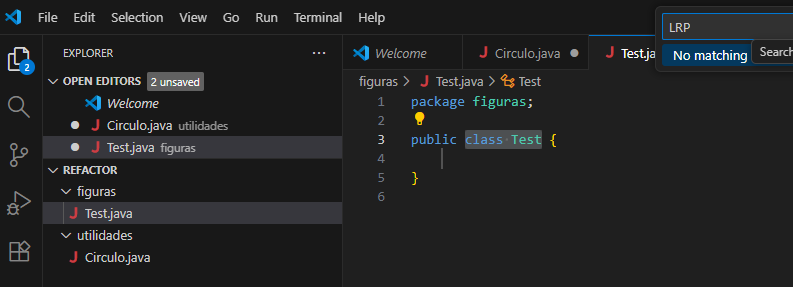 File Edit Selection View Go Run Terminal Help
LRP
No matching
Search
EXPLORER ...
Welcome Circulo.java Test.ja
OPEN EDITORS 2 unsaved
figuras > Test.java > Test
Welcome
1 package figuras;
Circulo.java utilidades
2
Test.java figuras
3 public class Test {
REFACTOR
4
figuras
5 }
Test.java
6
utilidades
Circulo.java
2